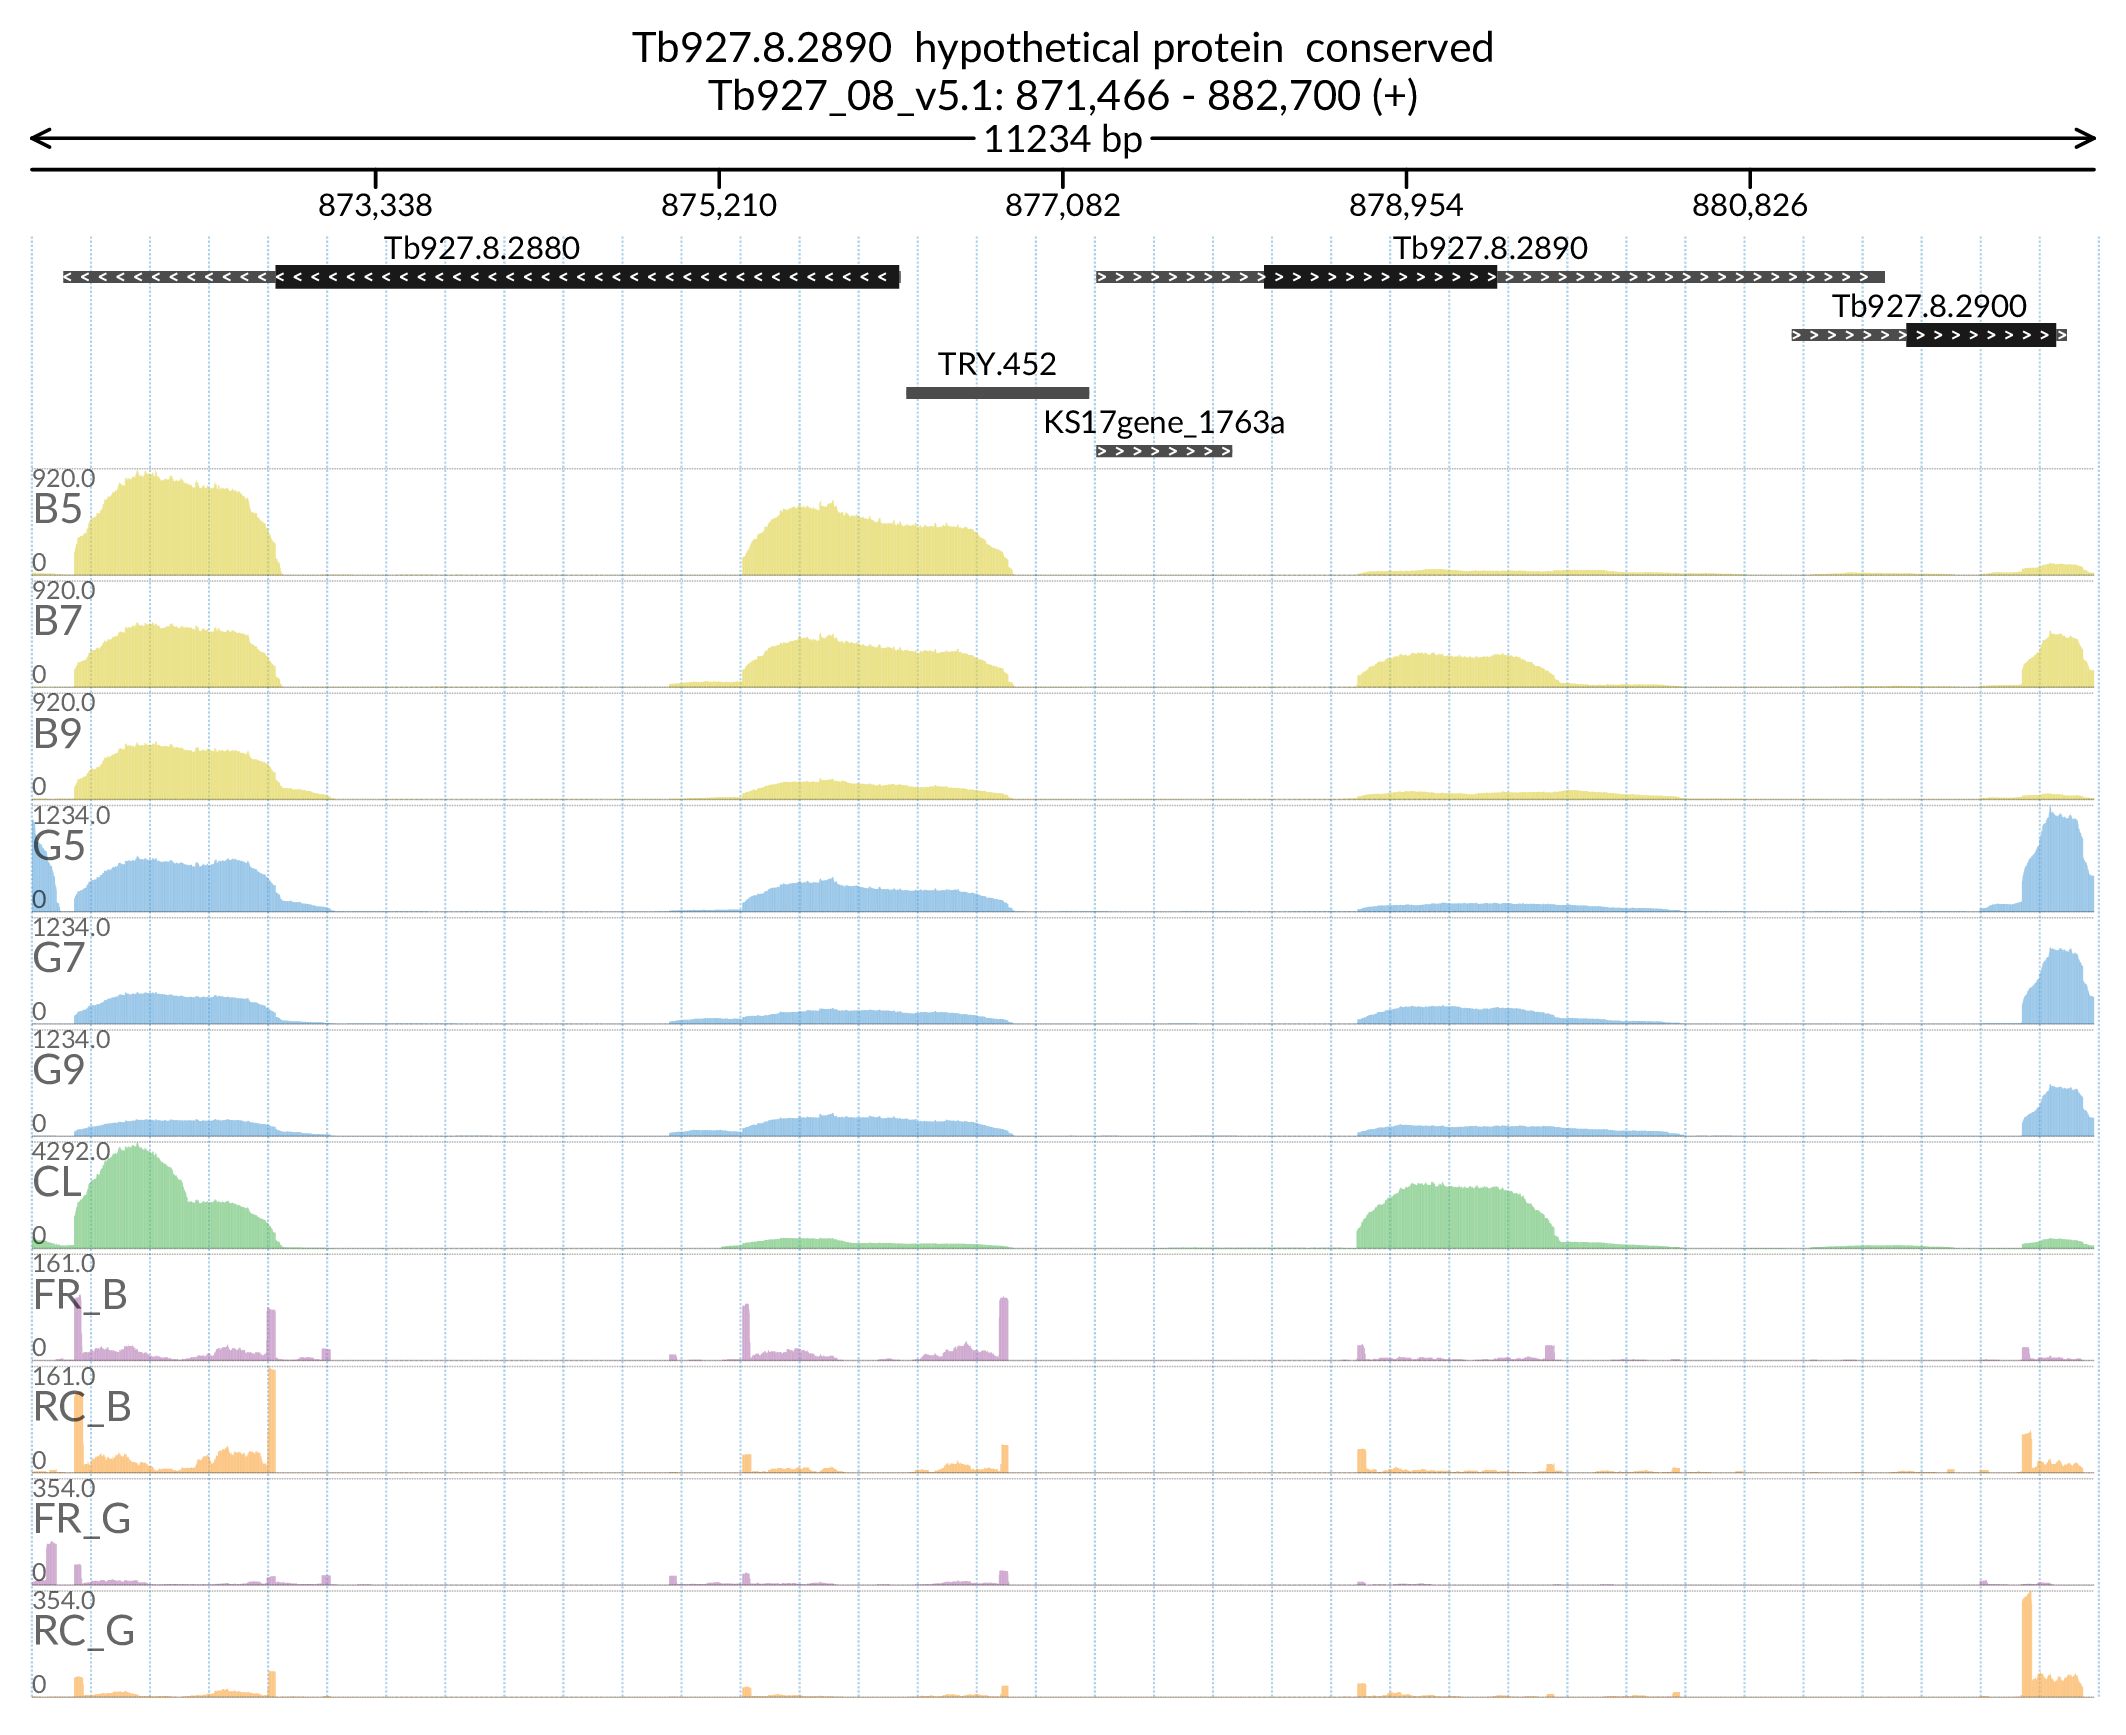 Tb927.8.2890  hypothetical protein  conserved
Tb927_08_v5.1: 871,466 - 882,700 (+)
11234 bp
873,338 875,210 877,082 878,954 880,826
Tb927.8.2880 Tb927.8.2890
Tb927.8.2900
TRY.452
KS17gene_1763a
920.0
B5
0
920.0
B7
0
920.0
B9
0
1234.0
G5
0
1234.0
G7
0
1234.0
G9
0
4292.0
CL
0
161.0
FR_B
0
161.0
RC_B
0
354.0
FR_G
0
354.0
RC_G
0